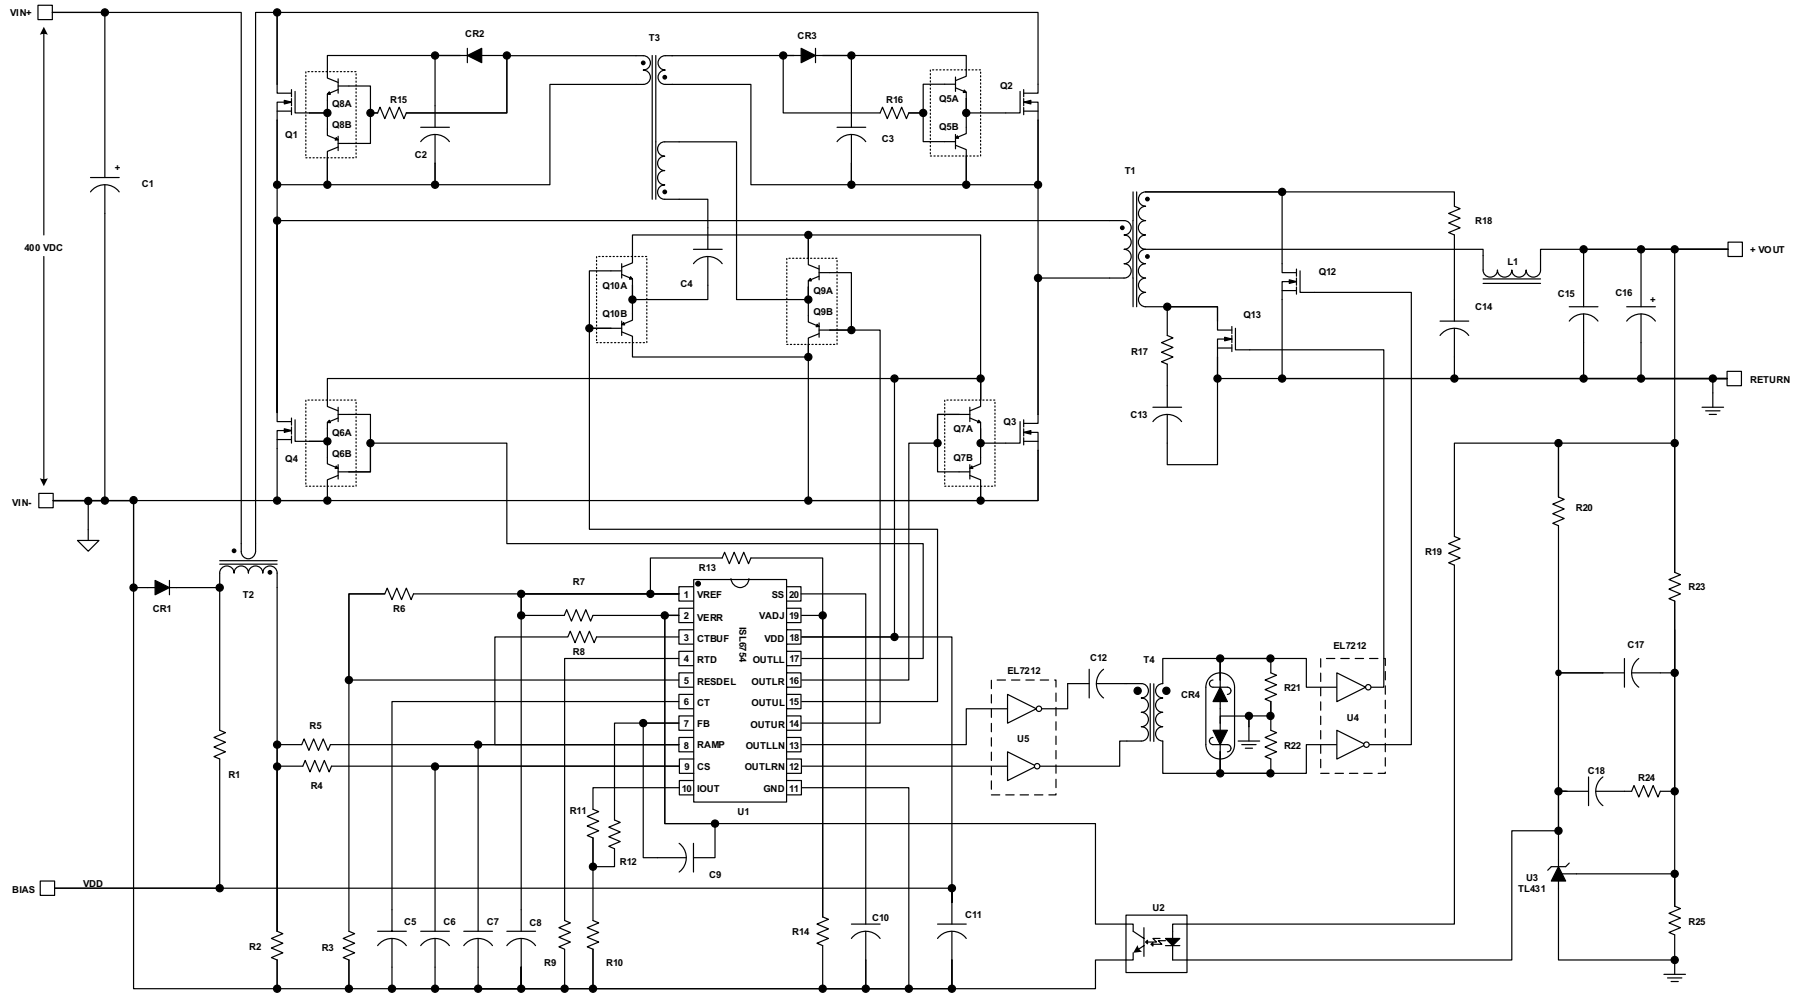 VIN+
CR2
T3
CR3
Q8A
Q8B
R15
Q1
C2
R16
Q5A
Q5B
Q2
C3
+
C1
T1
400 VDC
R18
+ VOUT
L1
Q12
Q10A
Q10B
C4
Q9A
Q9B
C15
C16
+
C14
Q13
R17
RETURN
C13
Q6A
Q6B
Q4
Q7A
Q7B
Q3
VIN-
R20
R19
R13
R7
CR1
T2
R6
R8
R23
1 VREF SS 20
2 VERR VADJ 19
3 CTBUF VDD 18
4 RTD OUTLL 17
5 RESDEL OUTLR 16
6 CT OUTUL 15
7 FB OUTUR 14
8 RAMP OUTLLN 13
9 CS OUTLRN 12
10 IOUT GND 11
ISL6754
U1
EL7212
C12
T4
EL7212
C17
CR4
R21
U4
R22
U5
R5
R4
R1
C18
R24
R11
R12
C9
U3
TL431
BIAS
VDD
U2
R2
R3
C5
C6
C7
C8
R9
R10
R14
C10
C11
R25